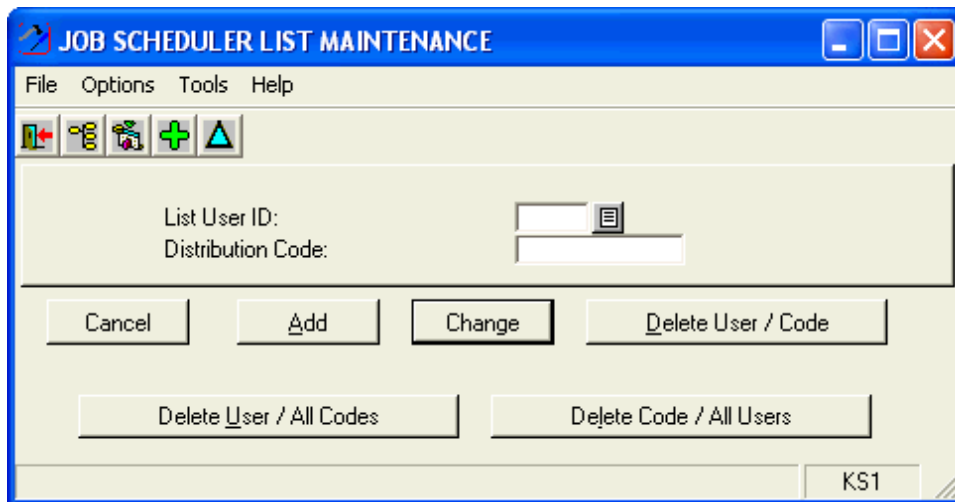 JOB SCHEDULER LIST MAINTENANCE
File Options Tools Help
List User ID:
Distribution Code:
Cancel Add Change Delete User / Code
Delete User / All Codes Delete Code / All Users
KS1